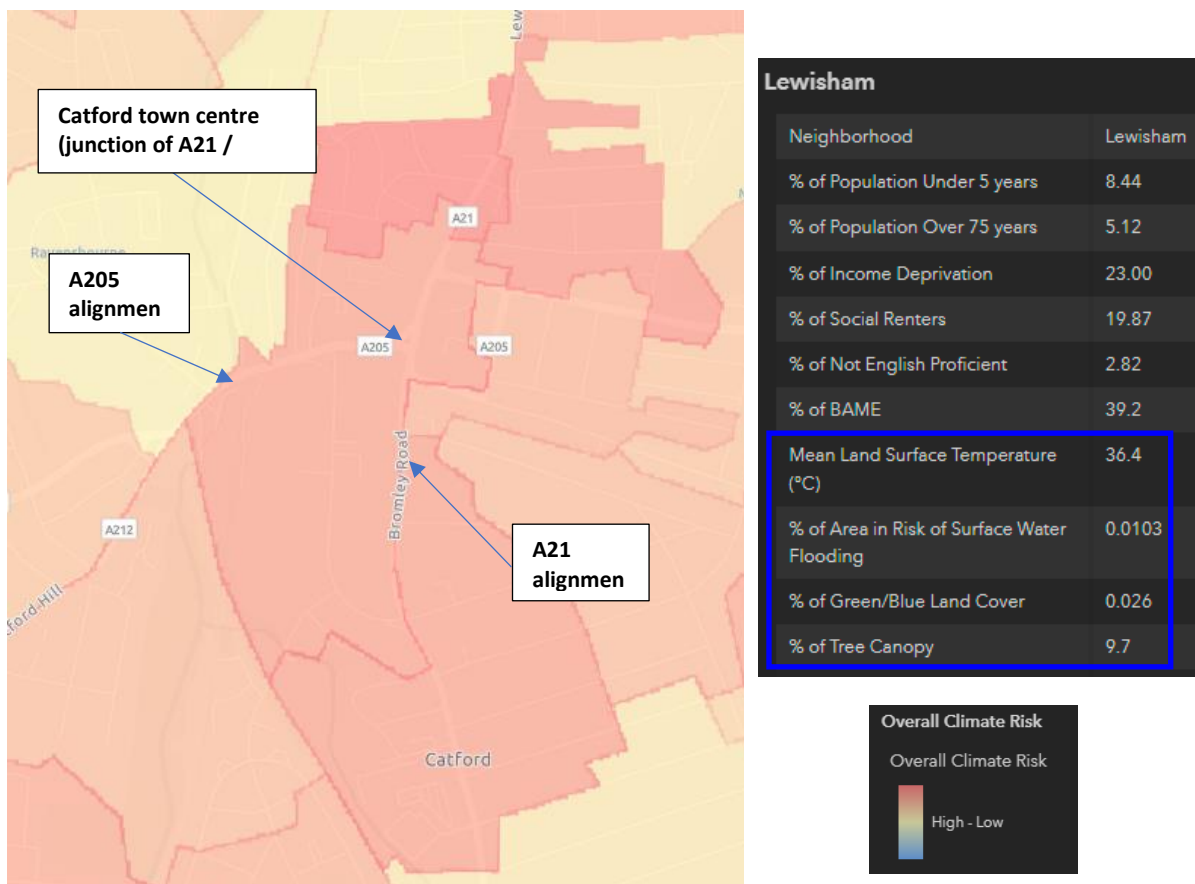 Lew
Catford town centre
(junction of A21 /
A21
A205
alignmen
A205
A205
Bromley Road
A212
A21
alignmen
Catford
Lewisham
Neighborhood Lewisham
% of Population Under 5 years 8.44
% of Population Over 75 years 5.12
% of Income Deprivation 23.00
% of Social Renters 19.87
% of Not English Proficient 2.82
% of BAME 39.2
Mean Land Surface Temperature 36.4
(°C)
% of Area in Risk of Surface Water 0.0103
Flooding
% of Green/Blue Land Cover 0.026
% of Tree Canopy 9.7
Overall Climate Risk
Overall Climate Risk
High - Low